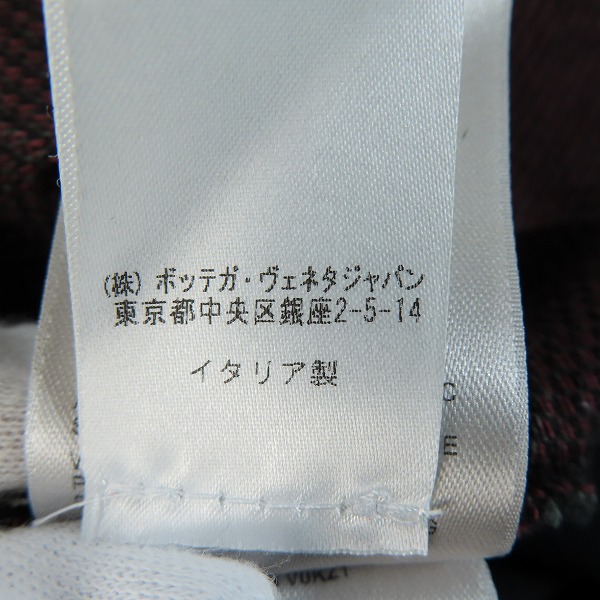 (株) ボッテガ・ヴェネタジャパン
東京都中央区銀座2-5-14
イタリア製
C
E